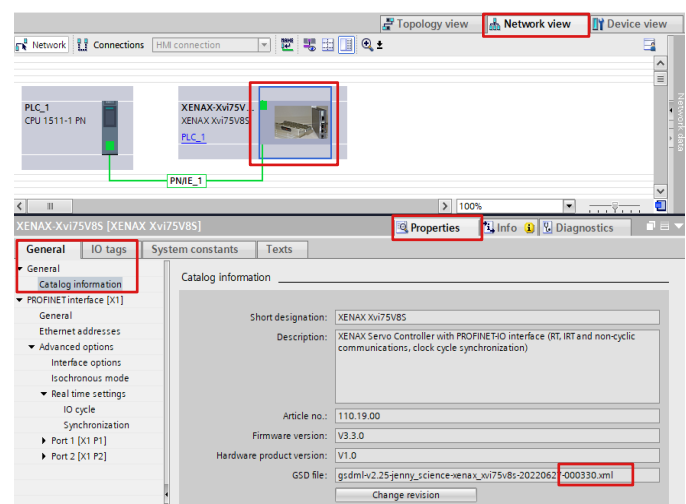 Topology view
Network view
Device view
Network
Connections
HMI connection
PLC_1
CPU 1511-1 PN
XENAX-Xvi75V...
XENAX Xvi75V8S
PLC_1
PN/IE_1
Network data
100%
XENAX-Xvi75V8S [XENAX Xvi75V8S]
Properties
Info
Diagnostics
General
IO tags
System constants
Texts
General
Catalog information
PROFINET interface [X1]
General
Ethernet addresses
Advanced options
Interface options
Isochronous mode
Real time settings
IO cycle
Synchronization
Port 1 [X1 P1]
Port 2 [X1 P2]
Catalog information
Short designation: XENAX Xvi75V8S
Description: XENAX Servo Controller with PROFINET-IO interface (RT, IRT and non-cyclic
communications, clock cycle synchronization)
Article no.: 110.19.00
Firmware version: V3.3.0
Hardware product version: V1.0
GSD file: gsdml-v2.25-jenny_science-xenax_xvi75v8s-20220627-000330.xml
Change revision